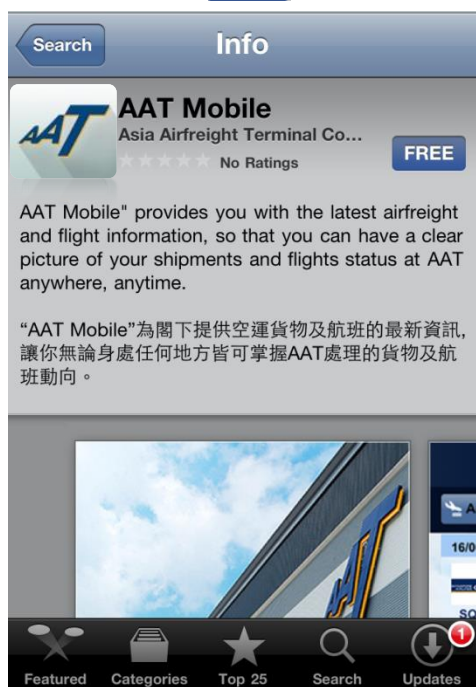 Search
Info
AAT
AAT Mobile
Asia Airfreight Terminal Co...
No Ratings
FREE
AAT Mobile" provides you with the latest airfreight
and flight information, so that you can have a clear
picture of your shipments and flights status at AAT
anywhere, anytime.
“AAT Mobile”為閣下提供空運貨物及航班的最新資訊,
讓你無論身處任何地方皆可掌握AAT處理的貨物及航
班動向。
AAT
A
16/0
SQ
1
Featured
Categories
Top 25
Search
Updates